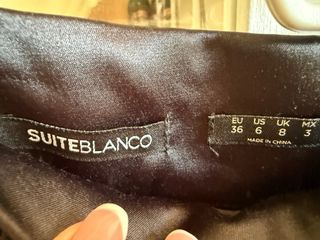 SUITEBLANCO
EU US UK MX
36 6 8 3
MADE IN CHINA